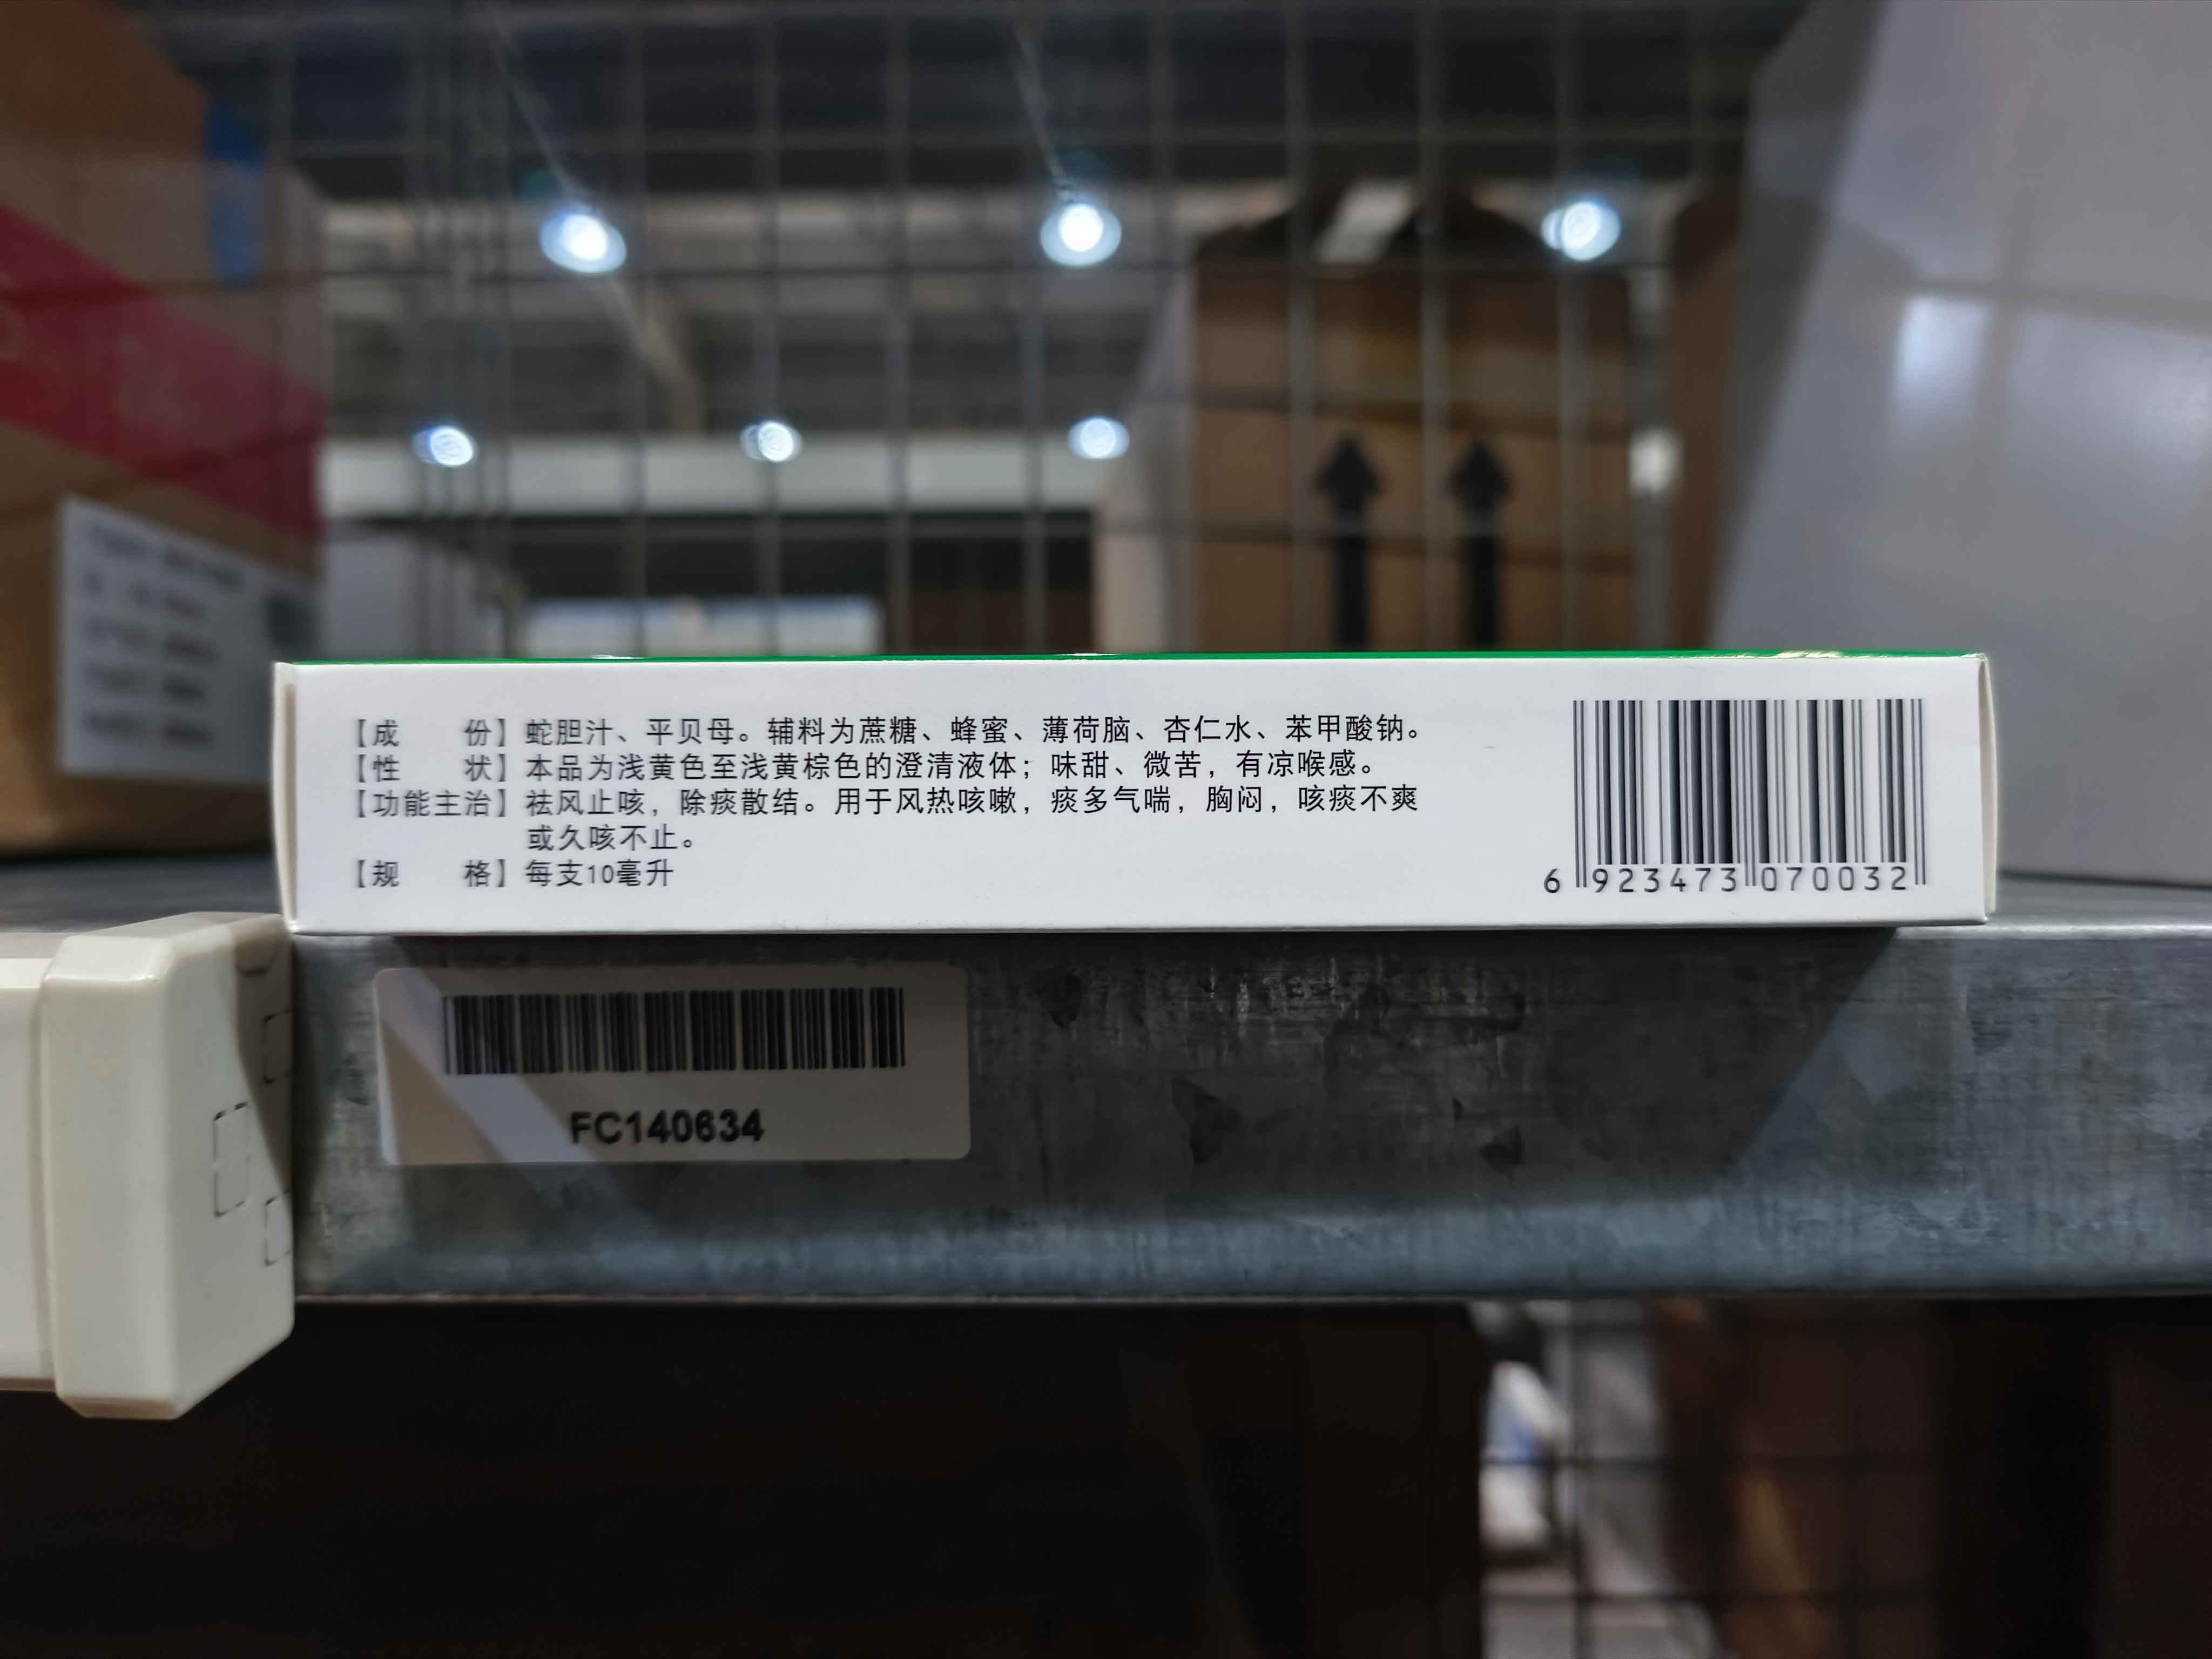 【成　　份】蛇胆汁、平贝母。辅料为蔗糖、蜂蜜、薄荷脑、杏仁水、苯甲酸钠。
【性　　状】本品为浅黄色至浅黄棕色的澄清液体；味甜、微苦，有凉喉感。
【功能主治】祛风止咳，除痰散结。用于风热咳嗽，痰多气喘，胸闷，咳痰不爽
或久咳不止。
【规　　格】每支10毫升
6 923473 070032
FC140634